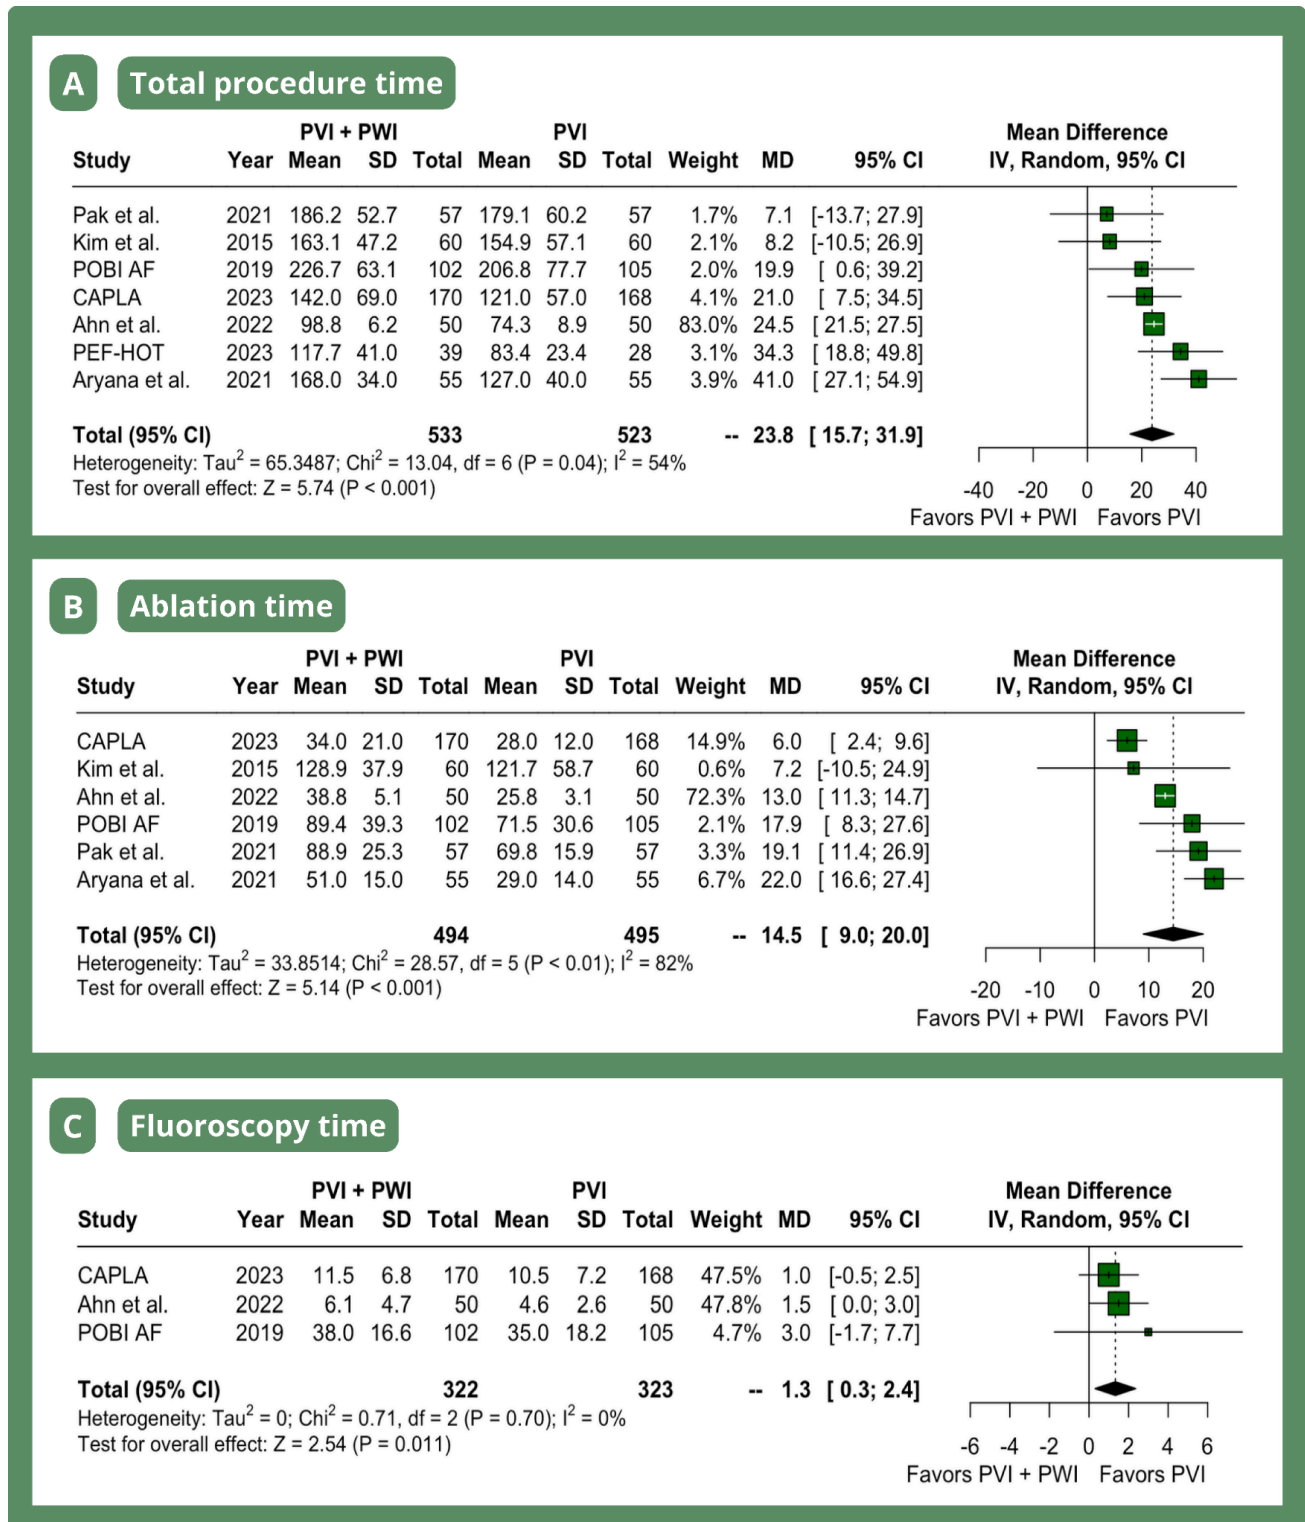 A Total procedure time
PVI + PWI PVI Mean Difference
Study Year Mean SD Total Mean SD Total Weight MD 95% CI IV, Random, 95% CI
Pak et al. 2021 186.2 52.7 57 179.1 60.2 57 1.7% 7.1 [-13.7; 27.9]
Kim et al. 2015 163.1 47.2 60 154.9 57.1 60 2.1% 8.2 [-10.5; 26.9]
POBI AF 2019 226.7 63.1 102 206.8 77.7 105 2.0% 19.9 [ 0.6; 39.2]
CAPLA 2023 142.0 69.0 170 121.0 57.0 168 4.1% 21.0 [ 7.5; 34.5]
Ahn et al. 2022 98.8 6.2 50 74.3 8.9 50 83.0% 24.5 [ 21.5; 27.5]
PEF-HOT 2023 117.7 41.0 39 83.4 23.4 28 3.1% 34.3 [ 18.8; 49.8]
Aryana et al. 2021 168.0 34.0 55 127.0 40.0 55 3.9% 41.0 [ 27.1; 54.9]
Total (95% CI) 533 523 -- 23.8 [ 15.7; 31.9]
Heterogeneity: Tau² = 65.3487; Chi² = 13.04, df = 6 (P = 0.04); I² = 54%
Test for overall effect: Z = 5.74 (P < 0.001)
-40 -20 0 20 40
Favors PVI + PWI Favors PVI
B Ablation time
PVI + PWI PVI Mean Difference
Study Year Mean SD Total Mean SD Total Weight MD 95% CI IV, Random, 95% CI
CAPLA 2023 34.0 21.0 170 28.0 12.0 168 14.9% 6.0 [ 2.4; 9.6]
Kim et al. 2015 128.9 37.9 60 121.7 58.7 60 0.6% 7.2 [-10.5; 24.9]
Ahn et al. 2022 38.8 5.1 50 25.8 3.1 50 72.3% 13.0 [ 11.3; 14.7]
POBI AF 2019 89.4 39.3 102 71.5 30.6 105 2.1% 17.9 [ 8.3; 27.6]
Pak et al. 2021 88.9 25.3 57 69.8 15.9 57 3.3% 19.1 [ 11.4; 26.9]
Aryana et al. 2021 51.0 15.0 55 29.0 14.0 55 6.7% 22.0 [ 16.6; 27.4]
Total (95% CI) 494 495 -- 14.5 [ 9.0; 20.0]
Heterogeneity: Tau² = 33.8514; Chi² = 28.57, df = 5 (P < 0.01); I² = 82%
Test for overall effect: Z = 5.14 (P < 0.001)
-20 -10 0 10 20
Favors PVI + PWI Favors PVI
C Fluoroscopy time
PVI + PWI PVI Mean Difference
Study Year Mean SD Total Mean SD Total Weight MD 95% CI IV, Random, 95% CI
CAPLA 2023 11.5 6.8 170 10.5 7.2 168 47.5% 1.0 [-0.5; 2.5]
Ahn et al. 2022 6.1 4.7 50 4.6 2.6 50 47.8% 1.5 [ 0.0; 3.0]
POBI AF 2019 38.0 16.6 102 35.0 18.2 105 4.7% 3.0 [-1.7; 7.7]
Total (95% CI) 322 323 -- 1.3 [ 0.3; 2.4]
Heterogeneity: Tau² = 0; Chi² = 0.71, df = 2 (P = 0.70); I² = 0%
Test for overall effect: Z = 2.54 (P = 0.011)
-6 -4 -2 0 2 4 6
Favors PVI + PWI Favors PVI